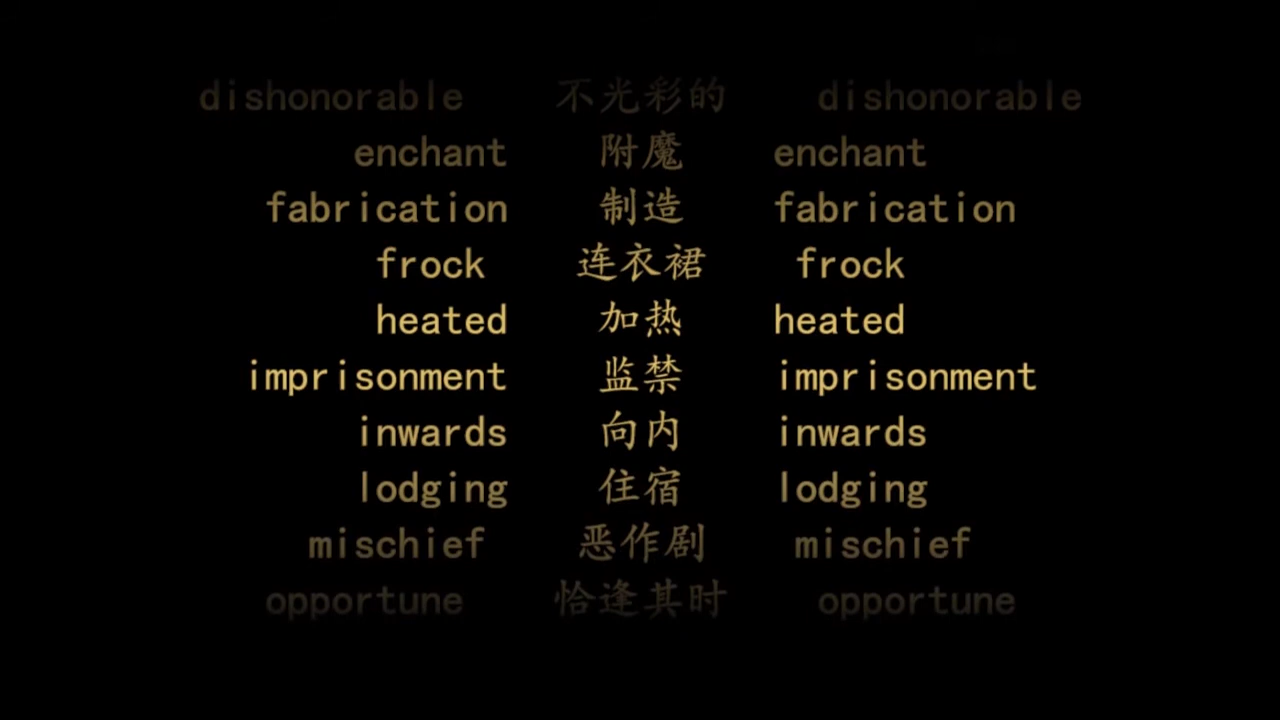 dishonorable 不光彩的 dishonorable
enchant 附魔 enchant
fabrication 制造 fabrication
frock 连衣裙 frock
heated 加热 heated
imprisonment 监禁 imprisonment
inwards 向内 inwards
lodging 住宿 lodging
mischief 恶作剧 mischief
opportune 恰逢其时 opportune